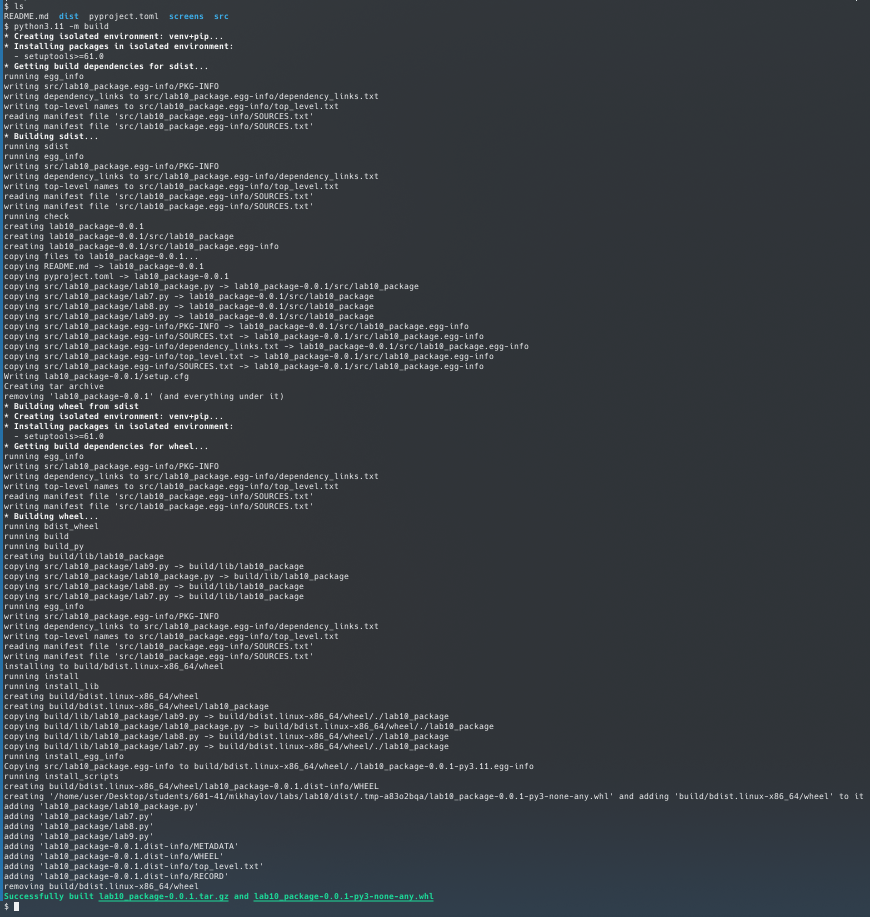 $ ls
README.md  dist  pyproject.toml  screens  src
$ python3.11 -m build
* Creating isolated environment: venv+pip...
* Installing packages in isolated environment:
  - setuptools>=61.0
* Getting build dependencies for sdist...
running egg_info
writing src/lab10_package.egg-info/PKG-INFO
writing dependency_links to src/lab10_package.egg-info/dependency_links.txt
writing top-level names to src/lab10_package.egg-info/top_level.txt
reading manifest file 'src/lab10_package.egg-info/SOURCES.txt'
writing manifest file 'src/lab10_package.egg-info/SOURCES.txt'
* Building sdist...
running sdist
running egg_info
writing src/lab10_package.egg-info/PKG-INFO
writing dependency_links to src/lab10_package.egg-info/dependency_links.txt
writing top-level names to src/lab10_package.egg-info/top_level.txt
reading manifest file 'src/lab10_package.egg-info/SOURCES.txt'
writing manifest file 'src/lab10_package.egg-info/SOURCES.txt'
running check
creating lab10_package-0.0.1
creating lab10_package-0.0.1/src/lab10_package
creating lab10_package-0.0.1/src/lab10_package.egg-info
copying files to lab10_package-0.0.1...
copying README.md -> lab10_package-0.0.1
copying pyproject.toml -> lab10_package-0.0.1
copying src/lab10_package/lab10_package.py -> lab10_package-0.0.1/src/lab10_package
copying src/lab10_package/lab7.py -> lab10_package-0.0.1/src/lab10_package
copying src/lab10_package/lab8.py -> lab10_package-0.0.1/src/lab10_package
copying src/lab10_package/lab9.py -> lab10_package-0.0.1/src/lab10_package
copying src/lab10_package.egg-info/PKG-INFO -> lab10_package-0.0.1/src/lab10_package.egg-info
copying src/lab10_package.egg-info/SOURCES.txt -> lab10_package-0.0.1/src/lab10_package.egg-info
copying src/lab10_package.egg-info/dependency_links.txt -> lab10_package-0.0.1/src/lab10_package.egg-info
copying src/lab10_package.egg-info/top_level.txt -> lab10_package-0.0.1/src/lab10_package.egg-info
copying src/lab10_package.egg-info/SOURCES.txt -> lab10_package-0.0.1/src/lab10_package.egg-info
Writing lab10_package-0.0.1/setup.cfg
Creating tar archive
removing 'lab10_package-0.0.1' (and everything under it)
* Building wheel from sdist
* Creating isolated environment: venv+pip...
* Installing packages in isolated environment:
  - setuptools>=61.0
* Getting build dependencies for wheel...
running egg_info
writing src/lab10_package.egg-info/PKG-INFO
writing dependency_links to src/lab10_package.egg-info/dependency_links.txt
writing top-level names to src/lab10_package.egg-info/top_level.txt
reading manifest file 'src/lab10_package.egg-info/SOURCES.txt'
writing manifest file 'src/lab10_package.egg-info/SOURCES.txt'
* Building wheel...
running bdist_wheel
running build
running build_py
creating build/lib/lab10_package
copying src/lab10_package/lab9.py -> build/lib/lab10_package
copying src/lab10_package/lab10_package.py -> build/lib/lab10_package
copying src/lab10_package/lab8.py -> build/lib/lab10_package
copying src/lab10_package/lab7.py -> build/lib/lab10_package
running egg_info
writing src/lab10_package.egg-info/PKG-INFO
writing dependency_links to src/lab10_package.egg-info/dependency_links.txt
writing top-level names to src/lab10_package.egg-info/top_level.txt
reading manifest file 'src/lab10_package.egg-info/SOURCES.txt'
writing manifest file 'src/lab10_package.egg-info/SOURCES.txt'
installing to build/bdist.linux-x86_64/wheel
running install
running install_lib
creating build/bdist.linux-x86_64/wheel
creating build/bdist.linux-x86_64/wheel/lab10_package
copying build/lib/lab10_package/lab9.py -> build/bdist.linux-x86_64/wheel/./lab10_package
copying build/lib/lab10_package/lab10_package.py -> build/bdist.linux-x86_64/wheel/./lab10_package
copying build/lib/lab10_package/lab8.py -> build/bdist.linux-x86_64/wheel/./lab10_package
copying build/lib/lab10_package/lab7.py -> build/bdist.linux-x86_64/wheel/./lab10_package
running install_egg_info
Copying src/lab10_package.egg-info to build/bdist.linux-x86_64/wheel/./lab10_package-0.0.1-py3.11.egg-info
running install_scripts
creating build/bdist.linux-x86_64/wheel/lab10_package-0.0.1.dist-info/WHEEL
creating '/home/user/Desktop/students/601-41/mikhaylov/labs/lab10/dist/.tmp-a83o2bqa/lab10_package-0.0.1-py3-none-any.whl' and adding 'build/bdist.linux-x86_64/wheel' to it
adding 'lab10_package/lab10_package.py'
adding 'lab10_package/lab7.py'
adding 'lab10_package/lab8.py'
adding 'lab10_package/lab9.py'
adding 'lab10_package-0.0.1.dist-info/METADATA'
adding 'lab10_package-0.0.1.dist-info/WHEEL'
adding 'lab10_package-0.0.1.dist-info/top_level.txt'
adding 'lab10_package-0.0.1.dist-info/RECORD'
removing build/bdist.linux-x86_64/wheel
Successfully built lab10_package-0.0.1.tar.gz and lab10_package-0.0.1-py3-none-any.whl
$